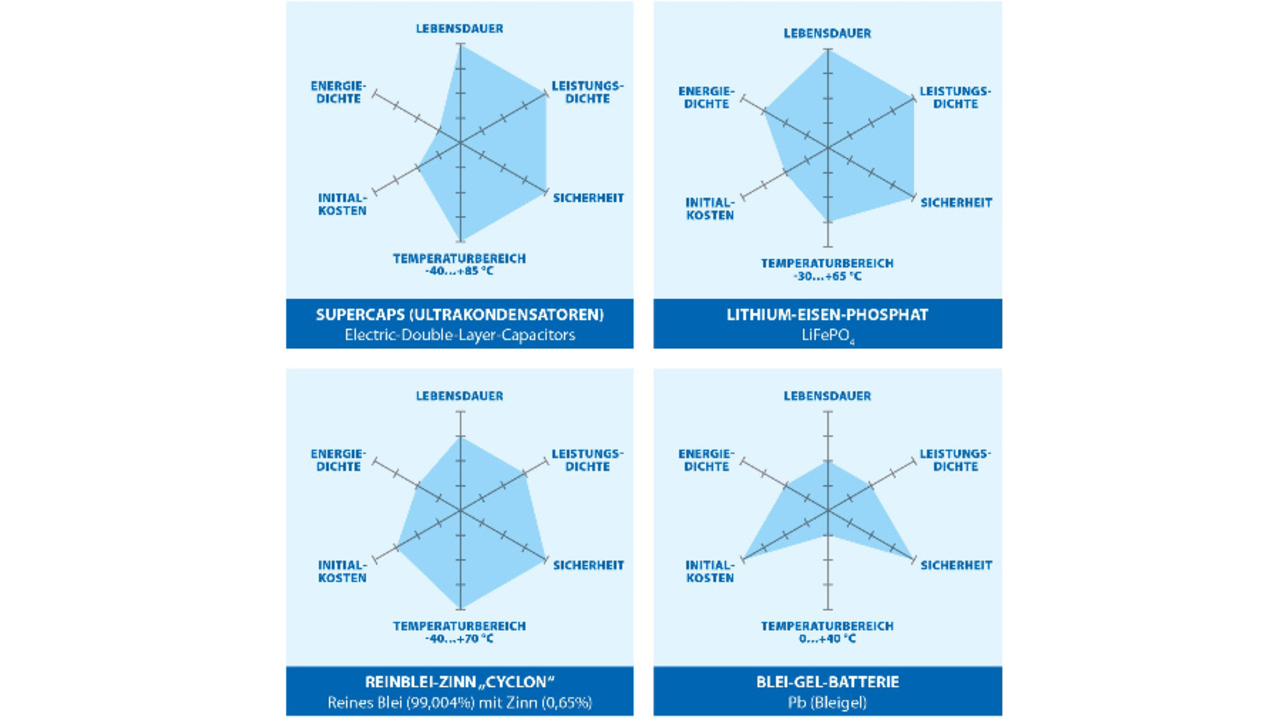 LEBENSDAUER
ENERGIE-
DICHTE
LEISTUNGS-
DICHTE
INITIAL-
KOSTEN
SICHERHEIT
TEMPERATURBEREICH
-40...+85 °C
SUPERCAPS (ULTRAKONDENSATOREN)
Electric-Double-Layer-Capacitors
LEBENSDAUER
ENERGIE-
DICHTE
LEISTUNGS-
DICHTE
INITIAL-
KOSTEN
SICHERHEIT
TEMPERATURBEREICH
-30...+65 °C
LITHIUM-EISEN-PHOSPHAT
LiFePO₄
LEBENSDAUER
ENERGIE-
DICHTE
LEISTUNGS-
DICHTE
INITIAL-
KOSTEN
SICHERHEIT
TEMPERATURBEREICH
-40...+70 °C
REINBLEI-ZINN „CYCLON“
Reines Blei (99,004%) mit Zinn (0,65%)
LEBENSDAUER
ENERGIE-
DICHTE
LEISTUNGS-
DICHTE
INITIAL-
KOSTEN
SICHERHEIT
TEMPERATURBEREICH
0...+40 °C
BLEI-GEL-BATTERIE
Pb (Bleigel)